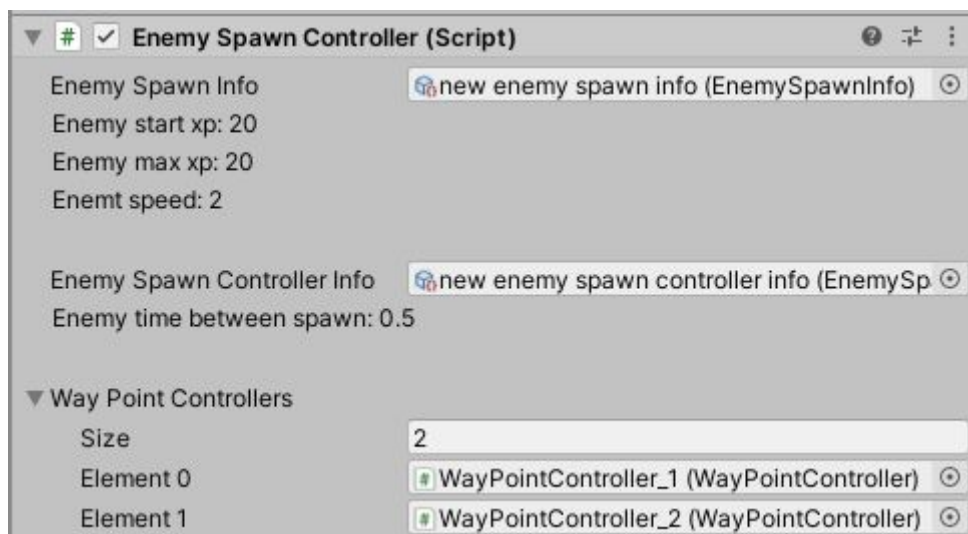 Enemy Spawn Controller (Script)
Enemy Spawn Info new enemy spawn info (EnemySpawnInfo)
Enemy start xp: 20
Enemy max xp: 20
Enemt speed: 2
Enemy Spawn Controller Info new enemy spawn controller info (EnemySp
Enemy time between spawn: 0.5
Way Point Controllers
Size 2
Element 0 WayPointController_1 (WayPointController)
Element 1 WayPointController_2 (WayPointController)